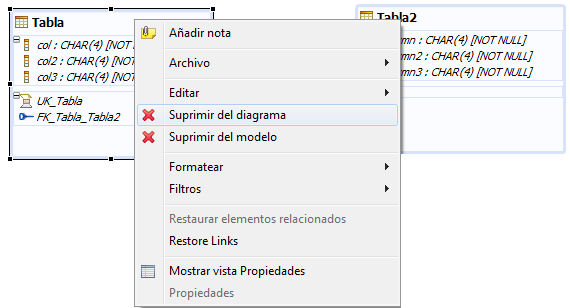 Tabla
col : CHAR(4) [NOT NULL]
col2 : CHAR(4) [NOT
col3 : CHAR(4) [NOT
UK_Tabla
FK_Tabla_Tabla2
Añadir nota
Archivo
Editar
Suprimir del diagrama
Suprimir del modelo
Formatear
Filtros
Restaurar elementos relacionados
Restore Links
Mostrar vista Propiedades
Propiedades
Tabla2
mn : CHAR(4) [NOT NULL]
mn2 : CHAR(4) [NOT NULL]
mn3 : CHAR(4) [NOT NULL]